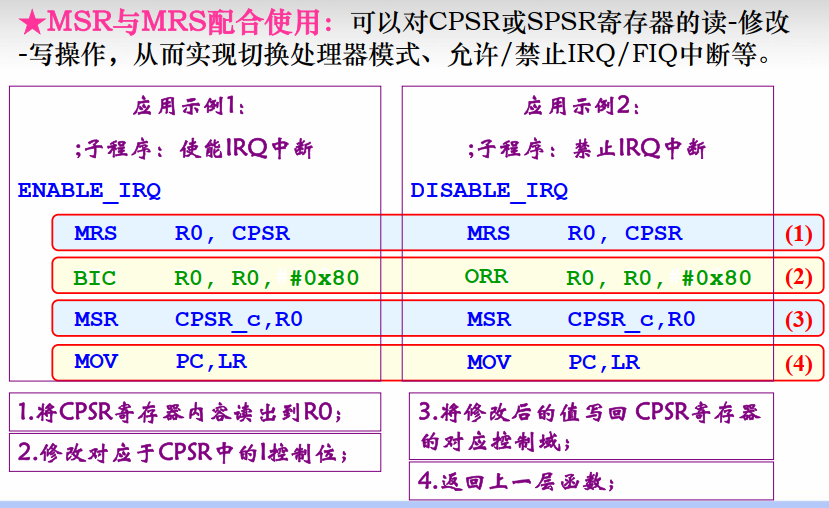 ★MSR与MRS配合使用：可以对CPSR或SPSR寄存器的读-修改
-写操作，从而实现切换处理器模式、允许/禁止IRQ/FIQ中断等。
应用示例1：
;子程序：使能IRQ中断
ENABLE_IRQ
MRS R0, CPSR
BIC R0, R0, #0x80
MSR CPSR_c,R0
MOV PC,LR
应用示例2：
;子程序：禁止IRQ中断
DISABLE_IRQ
MRS R0, CPSR (1)
ORR R0, R0, #0x80 (2)
MSR CPSR_c,R0 (3)
MOV PC,LR (4)
1.将CPSR寄存器内容读出到R0；
2.修改对应于CPSR中的I控制位；
3.将修改后的值写回 CPSR寄存器
的对应控制域；
4.返回上一层函数；